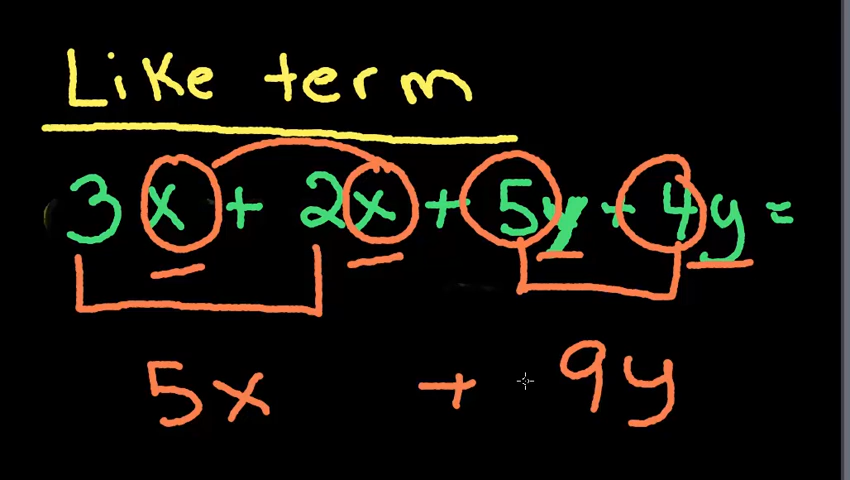 Like term
3x + 2x + 5y + 4y =
5x + 9y